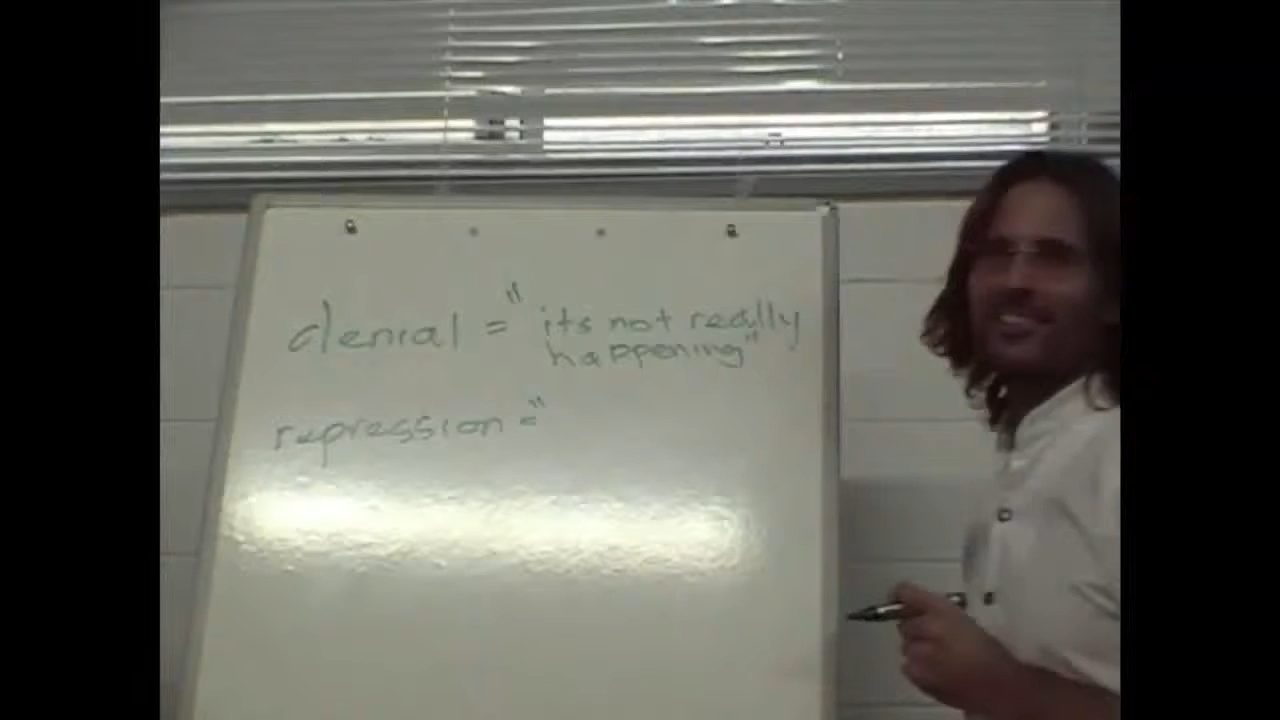 denial = "its not really
happening"
repression = "